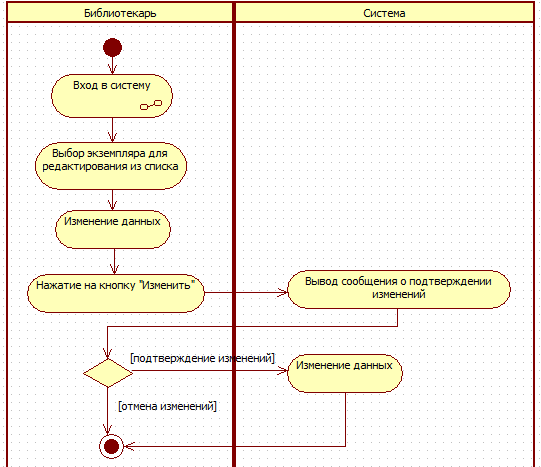 Библиотекарь
Система
Вход в систему
Выбор экземпляра для
редактирования из списка
Изменение данных
Нажатие на кнопку "Изменить"
Вывод сообщения о подтверждении
изменений
[подтверждение изменений]
Изменение данных
[отмена изменений]